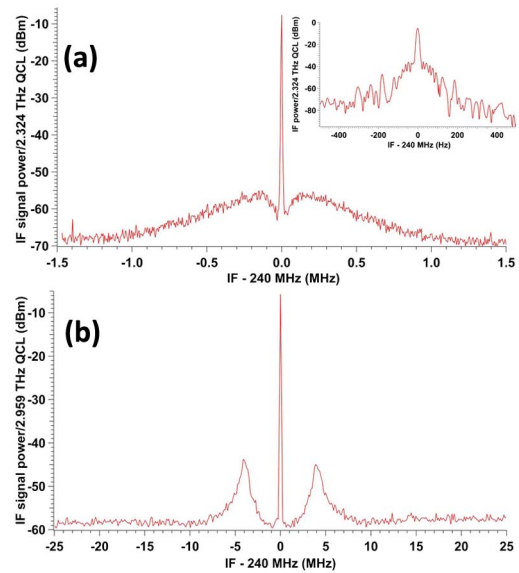 (a)
IF signal power/2.324 THz QCL (dBm)
-10
-20
-30
-40
-50
-60
-70
-1.5 -1.0 -0.5 0.0 0.5 1.0 1.5
IF - 240 MHz (MHz)
IF power/2.324 THz QCL (dBm)
0
-20
-40
-60
-80
-400 -200 0 200 400
IF - 240 MHz (Hz)
(b)
IF signal power/2.959 THz QCL (dBm)
-10
-20
-30
-40
-50
-60
-25 -20 -15 -10 -5 0 5 10 15 20 25
IF - 240 MHz (MHz)